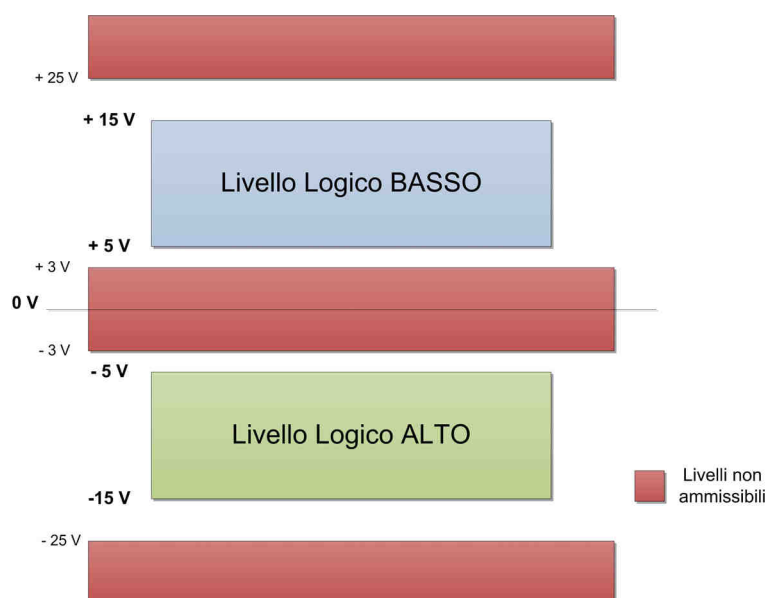 + 25 V
+ 15 V
Livello Logico BASSO
+ 5 V
+ 3 V
0 V
- 3 V
- 5 V
Livello Logico ALTO
-15 V
Livelli non
ammissibili
- 25 V